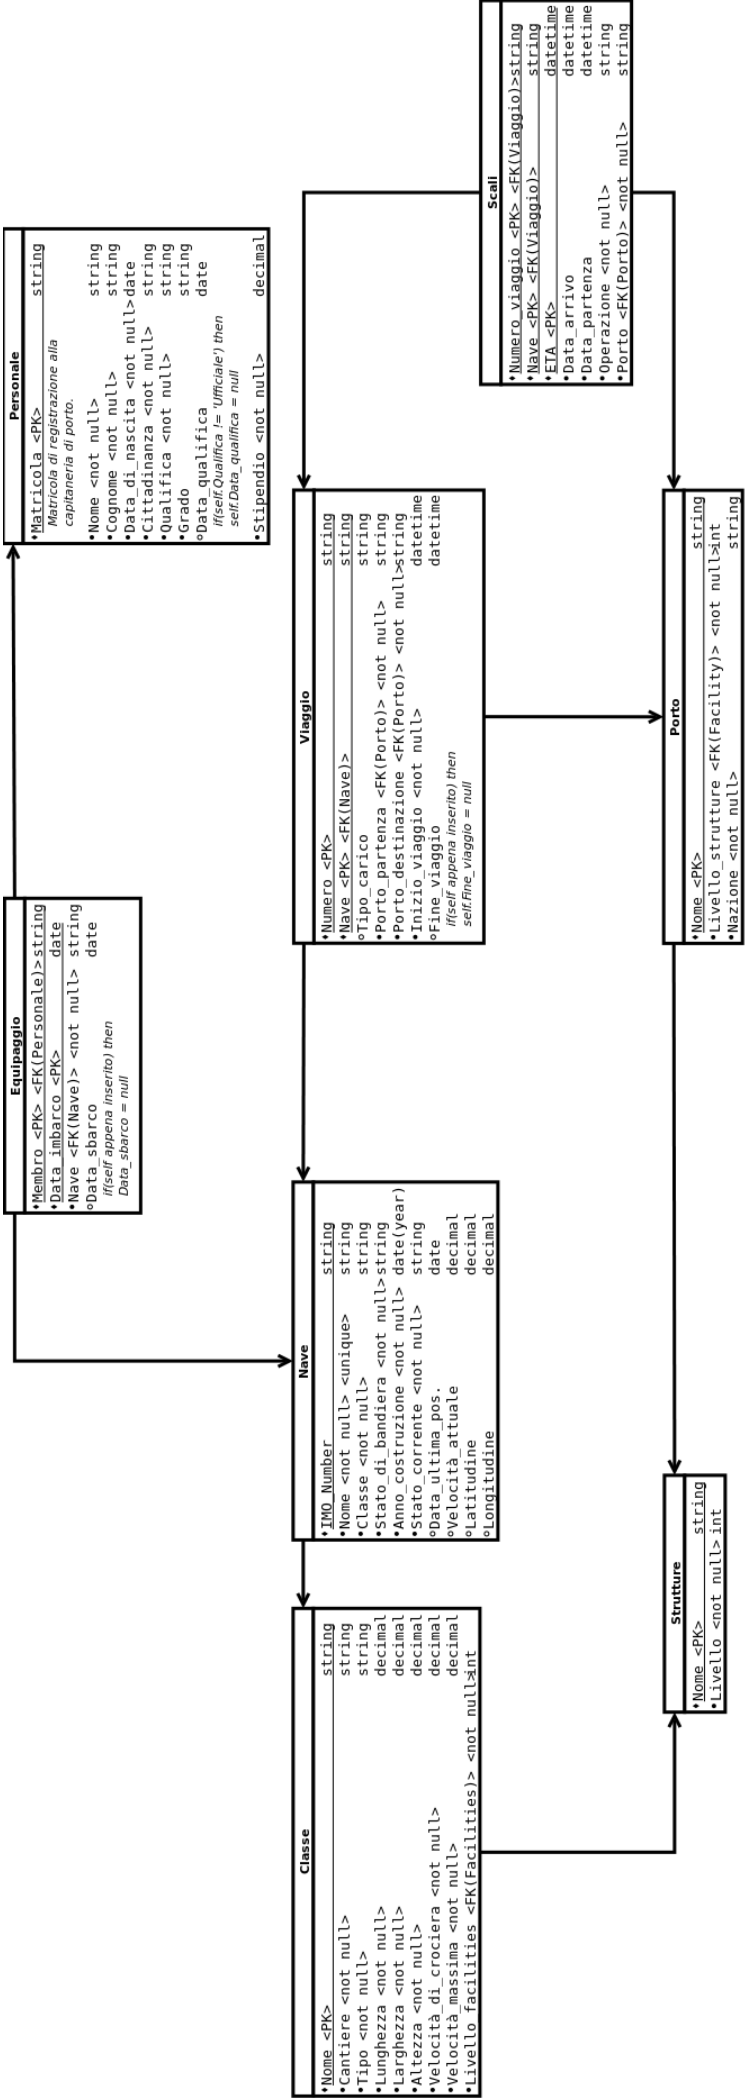 Classe
Nome <PK> string
Cantiere <not null> string
Tipo <not null> string
Lunghezza <not null> decimal
Larghezza <not null> decimal
Altezza <not null> decimal
Velocità_di_crociera <not null> decimal
Velocità_massima <not null> decimal
Livello facilities <FK(Facilities)> <not null> int
Nave
IMO_Number string
Nome <not null> <unique> string
Classe <not null> string
Stato_di_bandiera <not null> string
Anno_costruzione <not null> date(year)
Stato_corrente <not null> string
Data_ultima_pos. date
Velocità_attuale decimal
Latitudine decimal
Longitudine decimal
Strutture
Nome <PK> string
Livello <not null> int
Equipaggio
Membro <PK> <FK(Personale)> string
Data_imbarco <PK> date
Nave <FK(Nave)> <not null> string
Data_sbarco date
if(self appena inserito) then
Data_sbarco = null
Viaggio
Numero <PK> string
Nave <PK> <FK(Nave)> string
Tipo_carico string
Porto_partenza <FK(Porto)> <not null> string
Porto_destinazione <FK(Porto)> <not null> string
Inizio_viaggio <not null> datetime
Fine_viaggio datetime
if(self appena inserito) then
self.Fine_viaggio = null
Porto
Nome <PK> string
Livello_strutture <FK(Facility)> <not null> int
Nazione <not null> string
Personale
Matricola <PK> string
Matricola di registrazione alla
capitaneria di porto.
Nome <not null> string
Cognome <not null> string
Data_di_nascita <not null> date
Cittadinanza <not null> string
Qualifica <not null> string
Grado string
Data_qualifica date
if(self.Qualifica != 'Ufficiale') then
self.Data_qualifica = null
Stipendio <not null> decimal
Scali
Numero_viaggio <PK> <FK(Viaggio)> string
Nave <PK> <FK(Viaggio)> string
ETA <PK> datetime
Data_arrivo datetime
Data_partenza datetime
Operazione <not null> string
Porto <FK(Porto)> <not null> string